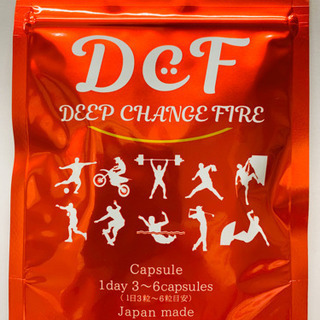 DCF
DEEP CHANGE FIRE
Capsule
1day 3～6capsules
（1日3粒～6粒目安）
Japan made